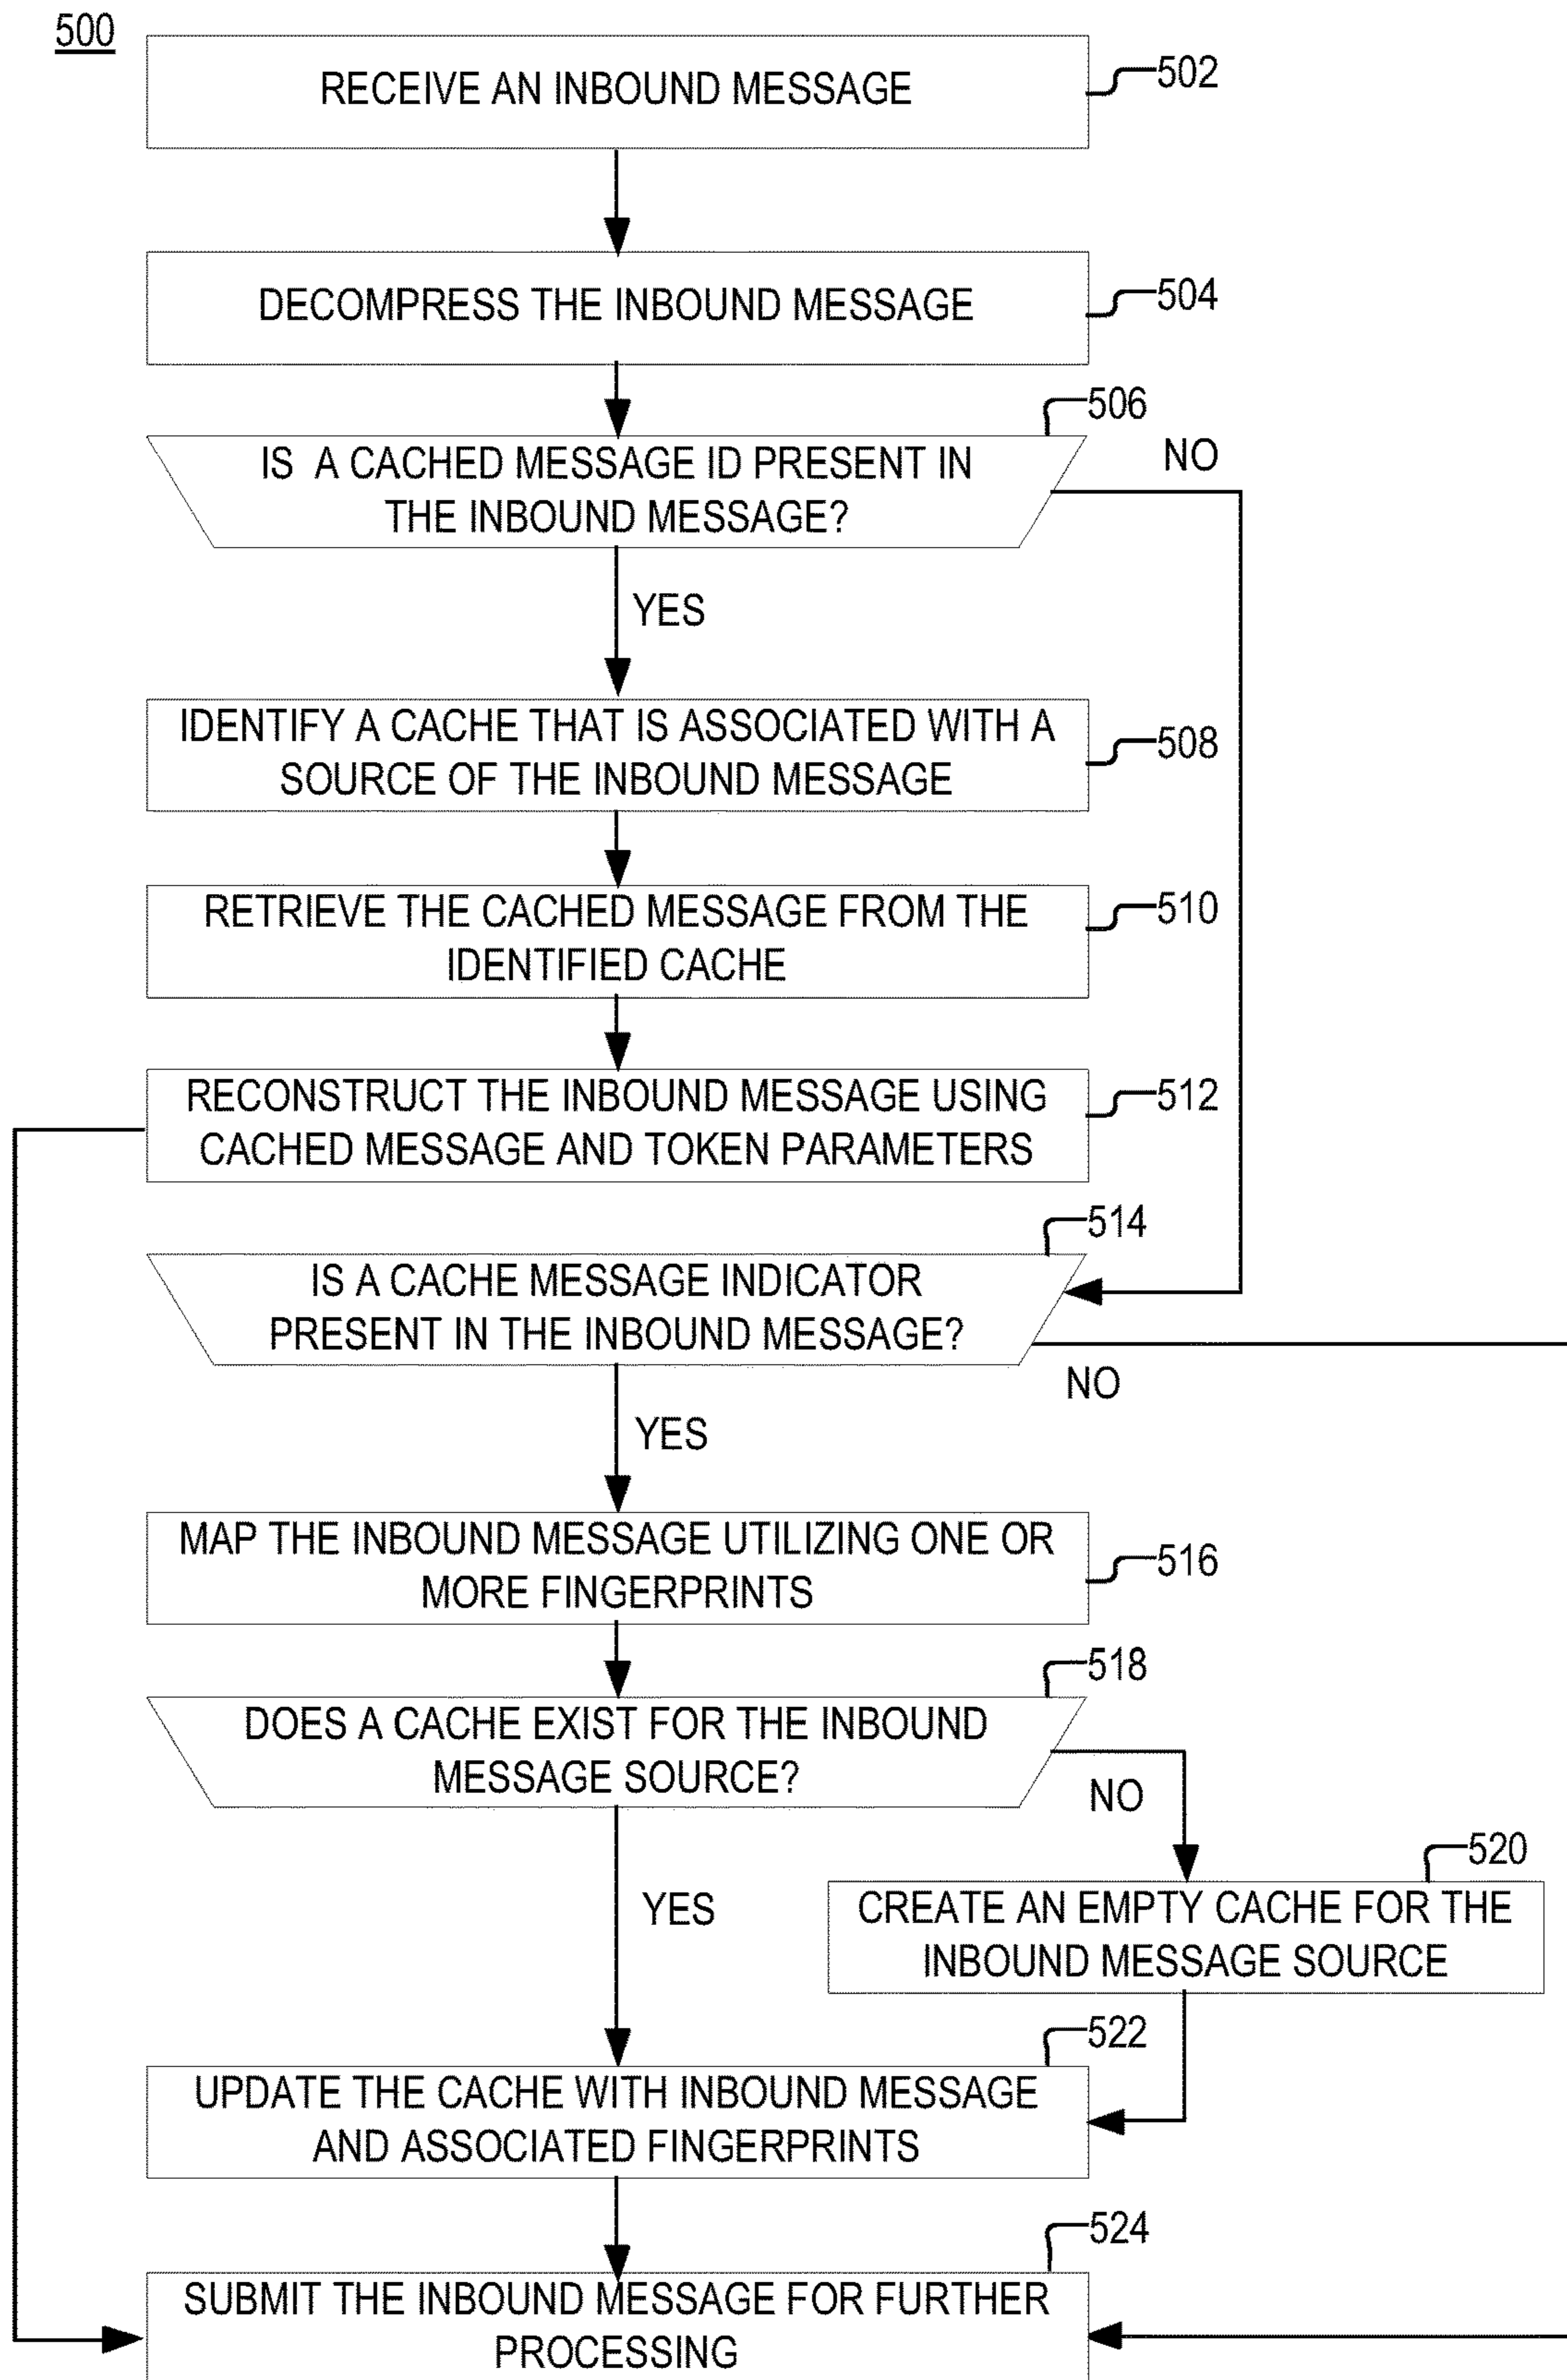 500
RECEIVE AN INBOUND MESSAGE
502
DECOMPRESS THE INBOUND MESSAGE
504
506
IS A CACHED MESSAGE ID PRESENT IN
THE INBOUND MESSAGE?
NO
YES
IDENTIFY A CACHE THAT IS ASSOCIATED WITH A
SOURCE OF THE INBOUND MESSAGE
508
RETRIEVE THE CACHED MESSAGE FROM THE
IDENTIFIED CACHE
510
RECONSTRUCT THE INBOUND MESSAGE USING
CACHED MESSAGE AND TOKEN PARAMETERS
512
514
IS A CACHE MESSAGE INDICATOR
PRESENT IN THE INBOUND MESSAGE?
NO
YES
MAP THE INBOUND MESSAGE UTILIZING ONE OR
MORE FINGERPRINTS
516
518
DOES A CACHE EXIST FOR THE INBOUND
MESSAGE SOURCE?
NO
YES
520
CREATE AN EMPTY CACHE FOR THE
INBOUND MESSAGE SOURCE
522
UPDATE THE CACHE WITH INBOUND MESSAGE
AND ASSOCIATED FINGERPRINTS
524
SUBMIT THE INBOUND MESSAGE FOR FURTHER
PROCESSING